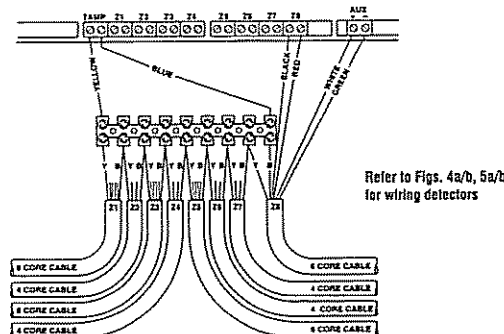 TAMP Z1 Z2 Z3 Z4 Z5 Z6 Z7 Z8 AUX
YELLOW
BLUE
BLACK
RED
WHITE
GREEN
Y B Y B Y B Y B Y B Y B Y B Y B
Z1 Z2 Z3 Z4 Z5 Z6 Z7 Z8
Refer to Figs. 4a/b, 5a/b
for wiring detectors
6 CORE CABLE 6 CORE CABLE
4 CORE CABLE 4 CORE CABLE
6 CORE CABLE 4 CORE CABLE
4 CORE CABLE 6 CORE CABLE